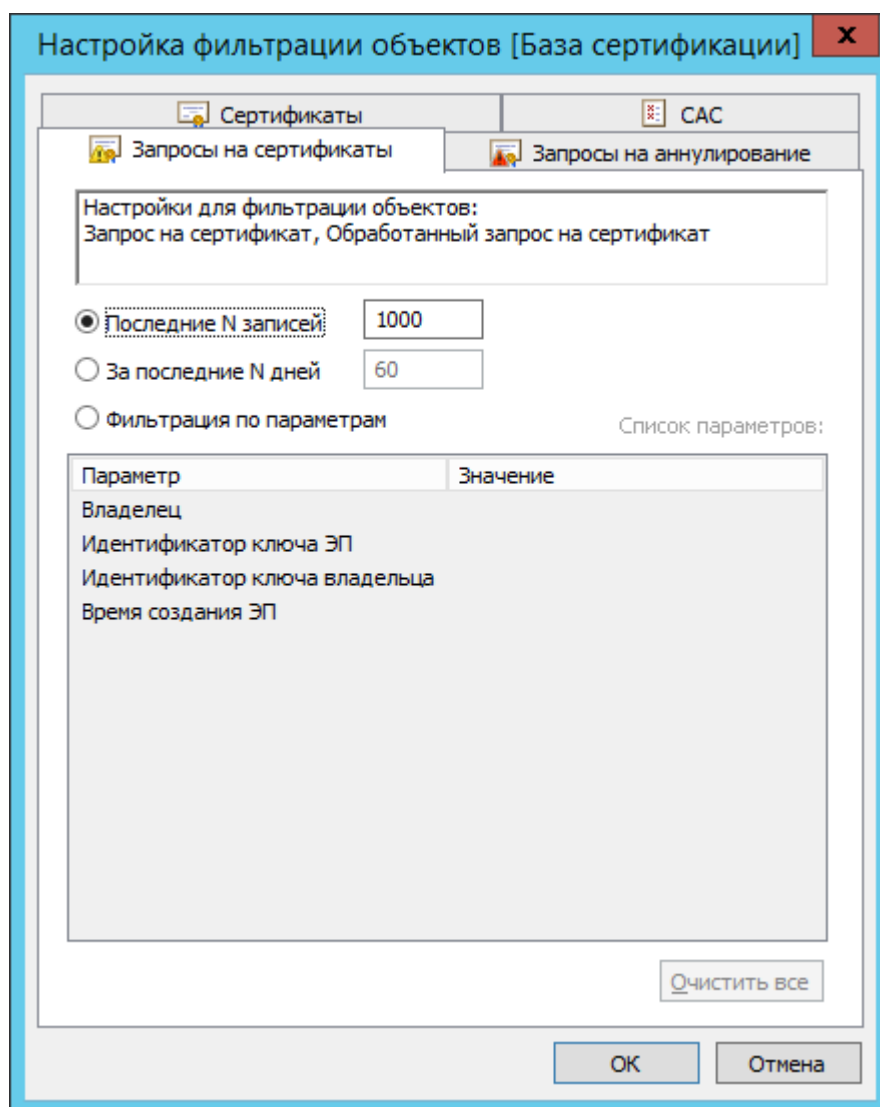 Настройка фильтрации объектов [База сертификации]
x
Сертификаты
САС
Запросы на сертификаты
Запросы на аннулирование
Настройки для фильтрации объектов:
Запрос на сертификат, Обработанный запрос на сертификат
Последние N записей
1000
За последние N дней
60
Фильтрация по параметрам
Список параметров:
Параметр
Значение
Владелец
Идентификатор ключа ЭП
Идентификатор ключа владельца
Время создания ЭП
Очистить все
ОК
Отмена